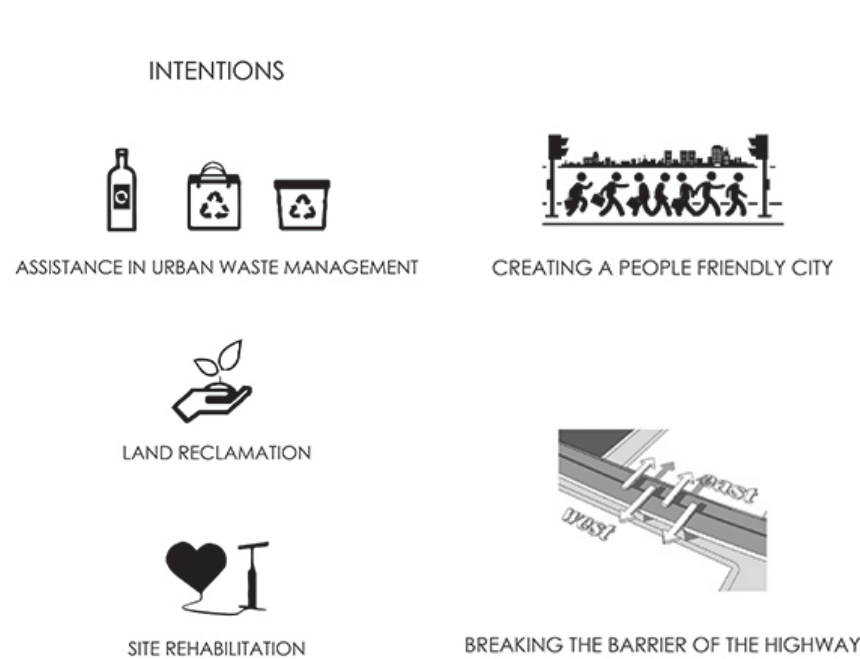 INTENTIONS
ASSISTANCE IN URBAN WASTE MANAGEMENT
CREATING A PEOPLE FRIENDLY CITY
LAND RECLAMATION
east
west
SITE REHABILITATION
BREAKING THE BARRIER OF THE HIGHWAY